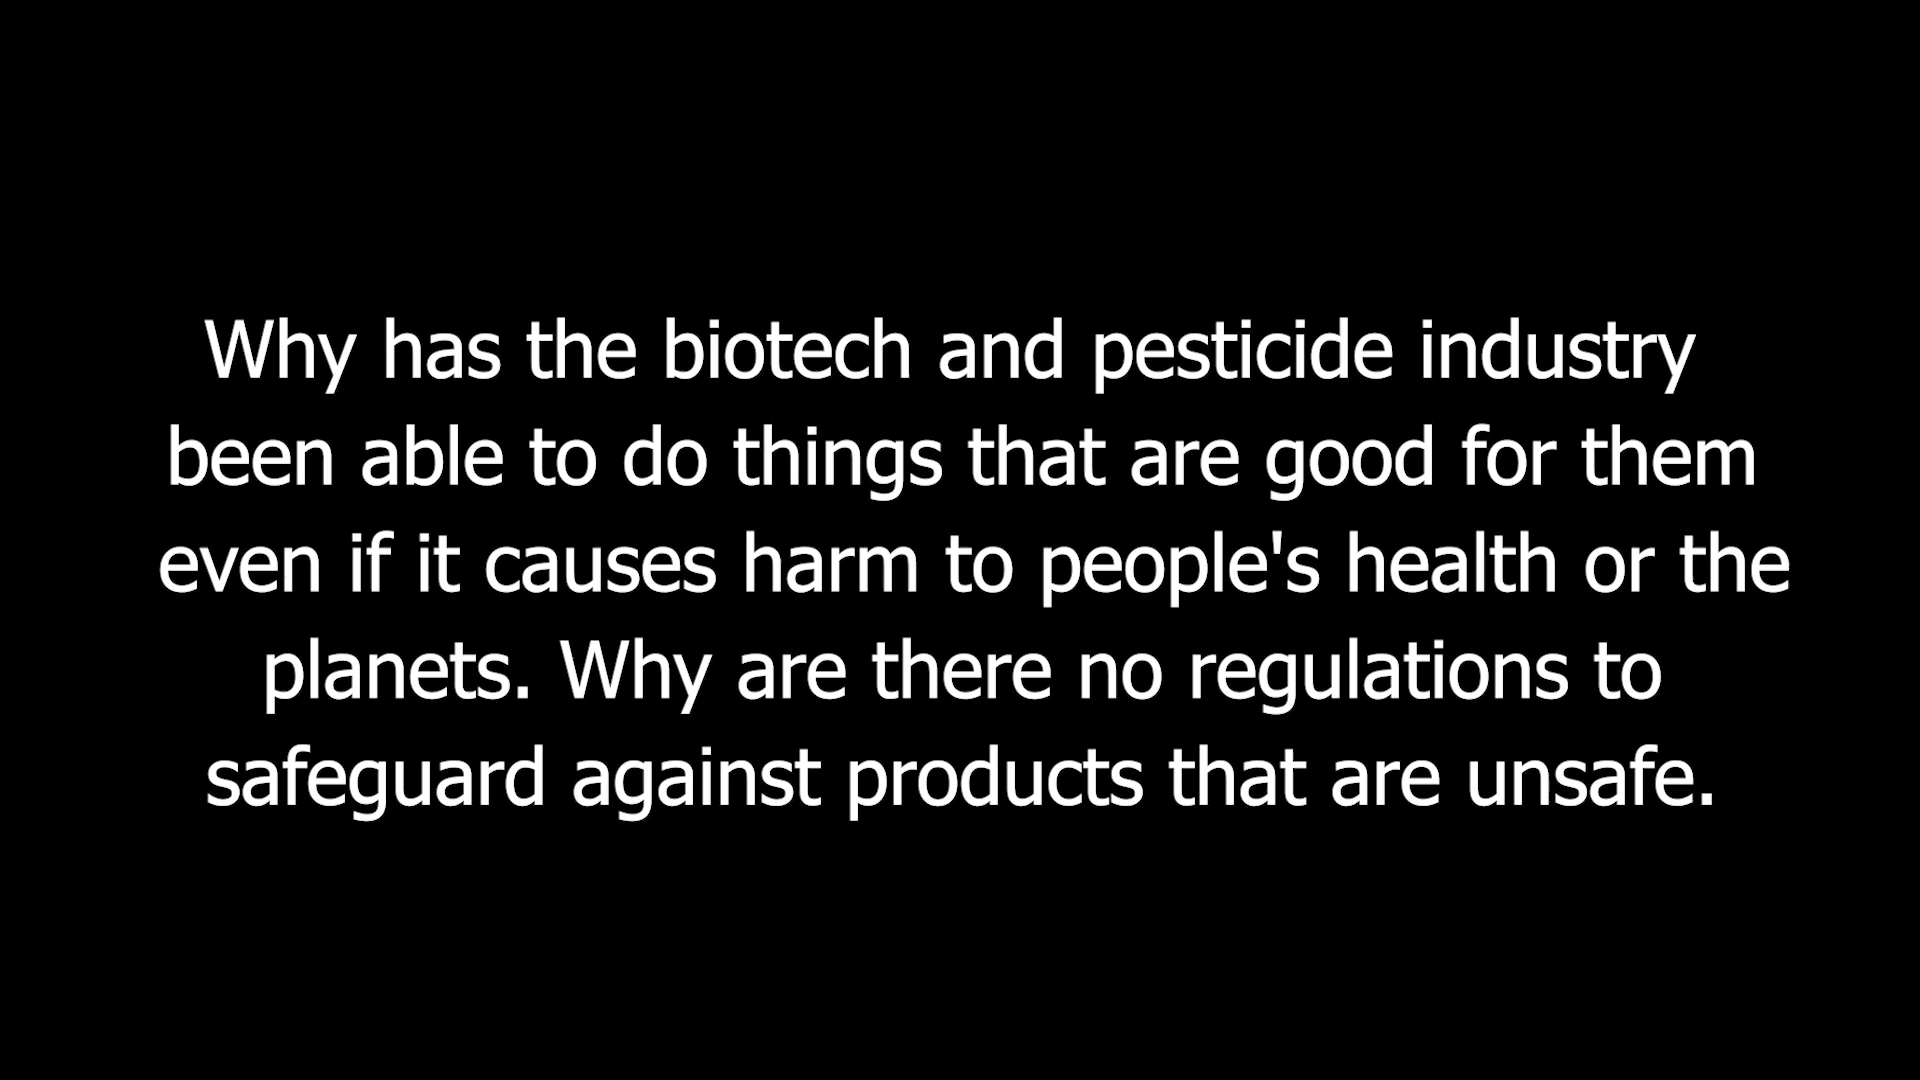 Why has the biotech and pesticide industry
been able to do things that are good for them
even if it causes harm to people's health or the
planets. Why are there no regulations to
safeguard against products that are unsafe.